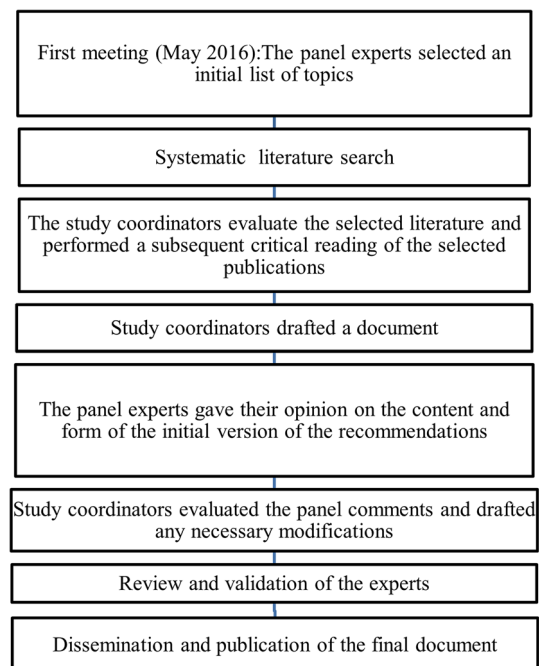 First meeting (May 2016):The panel experts selected an
initial list of topics
Systematic literature search
The study coordinators evaluate the selected literature and
performed a subsequent critical reading of the selected
publications
Study coordinators drafted a document
The panel experts gave their opinion on the content and
form of the initial version of the recommendations
Study coordinators evaluated the panel comments and drafted
any necessary modifications
Review and validation of the experts
Dissemination and publication of the final document